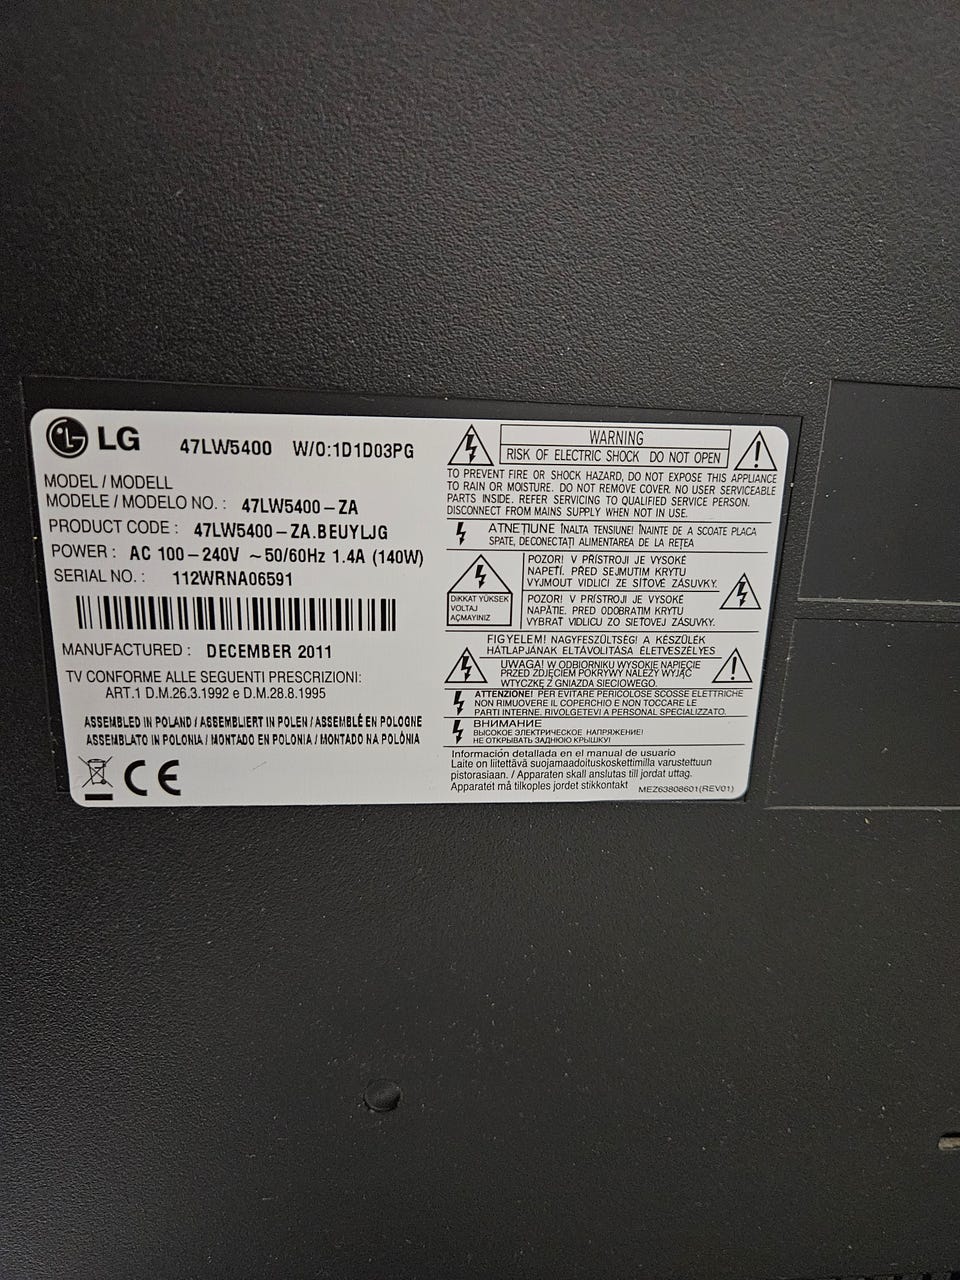 LG 47LW5400 W/O:1D1D03PG
MODEL / MODELL
MODELE / MODELO NO. : 47LW5400-ZA
PRODUCT CODE : 47LW5400-ZA.BEUYLJG
POWER : AC 100-240V ~50/60Hz 1.4A (140W)
SERIAL NO. : 112WRNA06591
MANUFACTURED : DECEMBER 2011
TV CONFORME ALLE SEGUENTI PRESCRIZIONI:
ART.1 D.M.26.3.1992 e D.M.28.8.1995
ASSEMBLED IN POLAND / ASSEMBLIERT IN POLEN / ASSEMBLÉ EN POLOGNE
ASSEMBLATO IN POLONIA / MONTADO EN POLONIA / MONTADO NA POLÔNIA
CE
WARNING
RISK OF ELECTRIC SHOCK DO NOT OPEN
TO PREVENT FIRE OR SHOCK HAZARD, DO NOT EXPOSE THIS APPLIANCE
TO RAIN OR MOISTURE. DO NOT REMOVE COVER. NO USER SERVICEABLE
PARTS INSIDE. REFER SERVICING TO QUALIFIED SERVICE PERSON.
DISCONNECT FROM MAINS SUPPLY WHEN NOT IN USE.
ATNEŢIUNE ÎNALTA TENSIUNE! ÎNAINTE DE A SCOATE PLACA
SPATE, DECONECTAŢI ALIMENTAREA DE LA REŢEA
DIKKAT YÜKSEK
VOLTAJ
AÇMAYINIZ
POZOR! V PŘÍSTROJI JE VYSOKÉ
NAPETÍ. PŘED SEJMUTIM KRYTU
VYJMOUT VIDLICI ZE SÍTOVÉ ZÁSUVKY.
POZOR! V PRÍSTROJI JE VYSOKÉ
NAPÄTIE. PRED ODOBRATIM KRYTU
VYBRAŤ VIDLICU ZO SIEŤOVEJ ZÁSUVKY.
FIGYELEM! NAGYFESZÜLTSÉG! A KÉSZÜLÉK
HÁTLAPJÁNAK ELTÁVOLÍTÁSA ÉLETVESZÉLYES
UWAGA! W ODBIORNIKU WYSOKIE NAPIĘCIE
PRZED ZDJĘCIEM POKRYWY NALEŻY WYJĄĆ
WTYCZKĘ Z GNIAZDA SIECIOWEGO.
ATTENZIONE! PER EVITARE PERICOLOSE SCOSSE ELETTRICHE
NON RIMUOVERE IL COPERCHIO E NON TOCCARE LE
PARTI INTERNE. RIVOLGETEVI A PERSONAL SPECIALIZZATO.
ВНИМАНИЕ
ВЫСОКОЕ ЭЛЕКТРИЧЕСКОЕ НАПРЯЖЕНИЕ!
НЕ ОТКРЫВАТЬ ЗАДНЮЮ КРЫШКУ!
Información detallada en el manual de usuario
Laite on liitettävä suojamaadoituskoskettimilla varustettuun
pistorasiaan. / Apparaten skall anslutas till jordat uttag.
Apparatet må tilkoples jordet stikkontakt MEZ63808601(REV01)